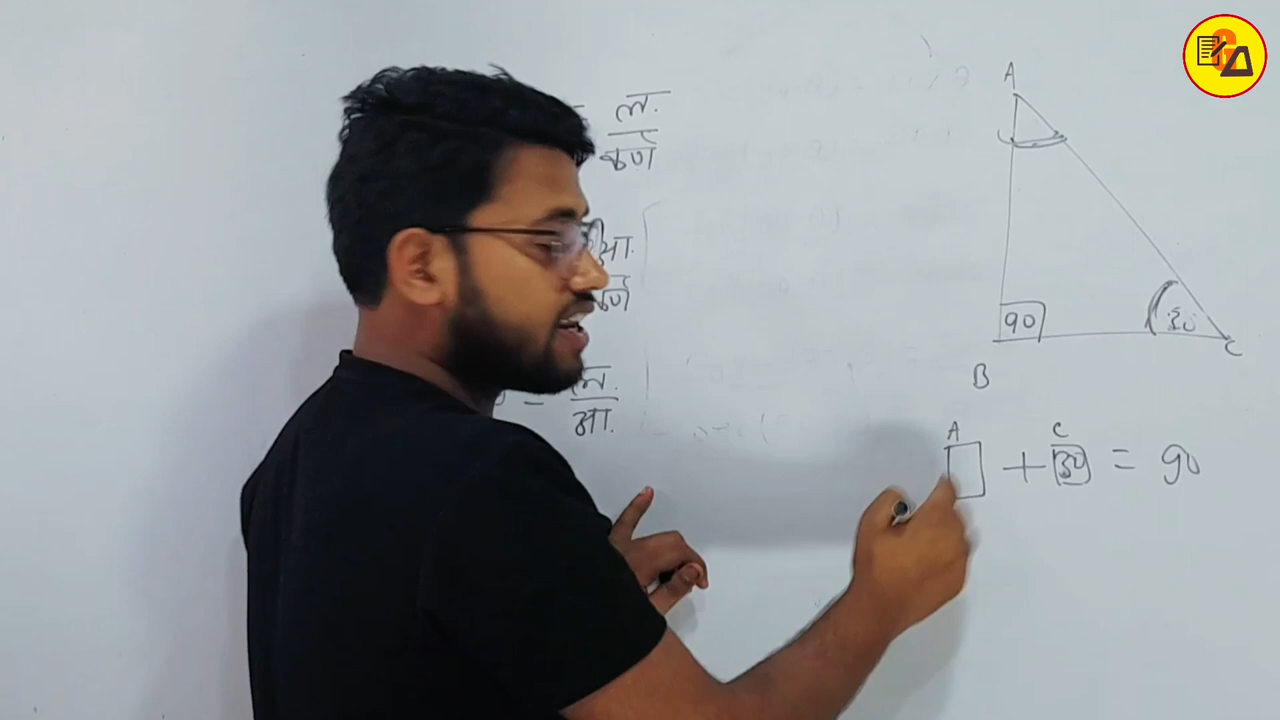 ल.
कर्ण
आ.
कर्ण
= ल.
आ.
A
90
30
B
C
A C
+ 30 = 90